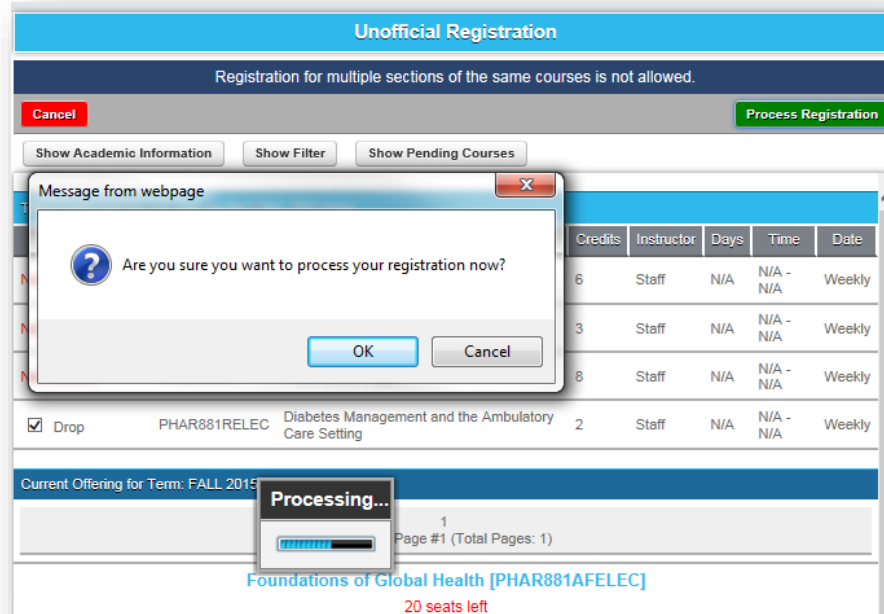 Unofficial Registration
Registration for multiple sections of the same courses is not allowed.
Cancel Process Registration
Show Academic Information Show Filter Show Pending Courses
Message from webpage
Are you sure you want to process your registration now?
OK Cancel
Credits Instructor Days Time Date
6 Staff N/A N/A - Weekly
N/A
3 Staff N/A N/A - Weekly
N/A
8 Staff N/A N/A - Weekly
N/A
Drop PHAR881RELEC Diabetes Management and the Ambulatory 2 Staff N/A N/A - Weekly
Care Setting N/A
Current Offering for Term: FALL 2015
Processing...
1
Page #1 (Total Pages: 1)
Foundations of Global Health [PHAR881AFELEC]
20 seats left